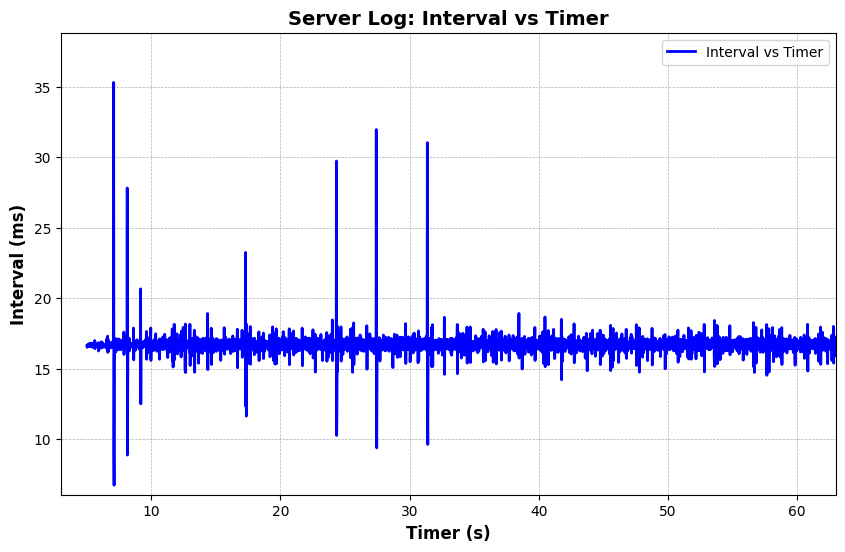 Server Log: Interval vs Timer
Interval vs Timer
Interval (ms)
35
30
25
20
15
10
10 20 30 40 50 60
Timer (s)